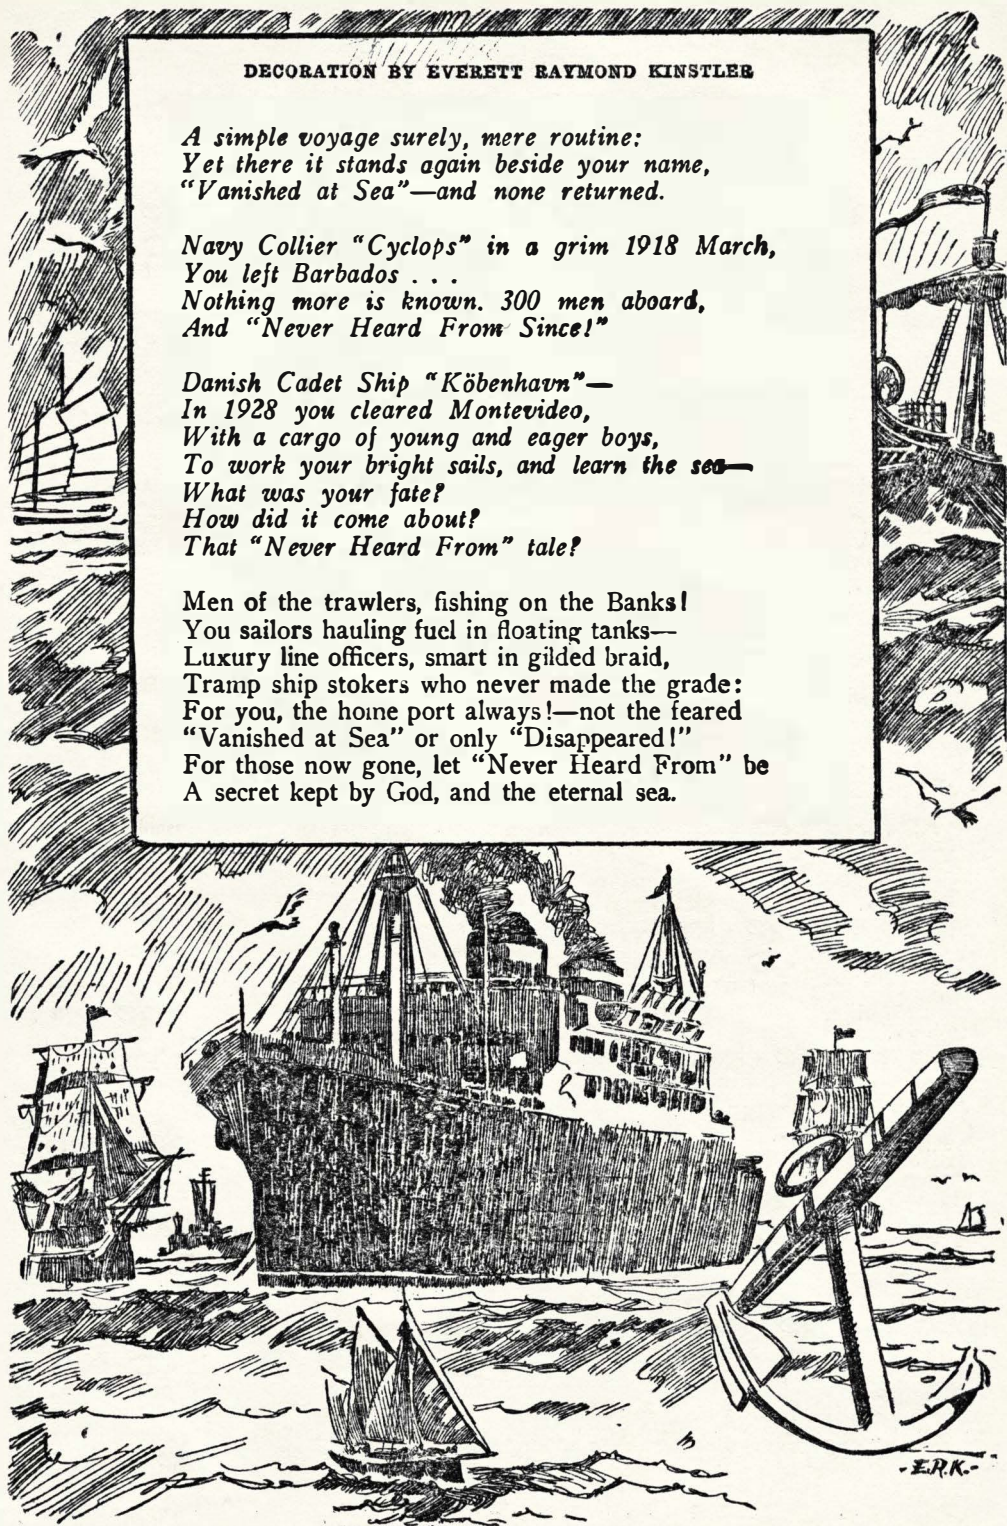 DECORATION BY EVERETT RAYMOND KINSTLER
A simple voyage surely, mere routine:
Yet there it stands again beside your name,
“Vanished at Sea”—and none returned.
Navy Collier “Cyclops” in a grim 1918 March,
You left Barbados . . .
Nothing more is known. 300 men aboard,
And “Never Heard From Since!”
Danish Cadet Ship “Köbenhavn”—
In 1928 you cleared Montevideo,
With a cargo of young and eager boys,
To work your bright sails, and learn the sea—
What was your fate?
How did it come about?
That “Never Heard From” tale?
Men of the trawlers, fishing on the Banks!
You sailors hauling fuel in floating tanks—
Luxury line officers, smart in gilded braid,
Tramp ship stokers who never made the grade:
For you, the home port always!—not the feared
“Vanished at Sea” or only “Disappeared!”
For those now gone, let “Never Heard From” be
A secret kept by God, and the eternal sea.
-E.R.K.-